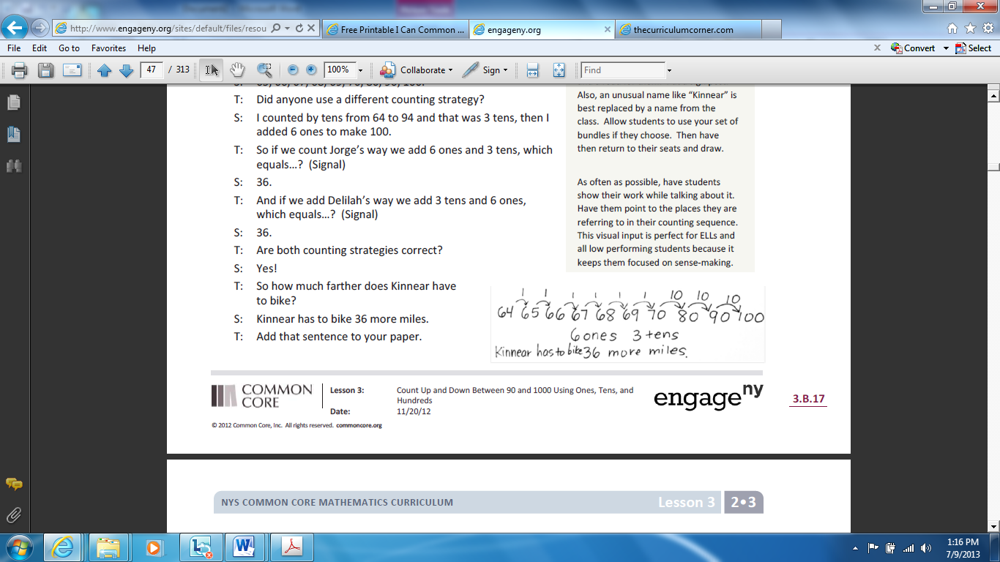 http://www.engageny.org/sites/default/files/resou
Free Printable I Can Common ...
engageny.org
thecurriculumcorner.com
File Edit Go to Favorites Help
x Convert Select
47 / 313 100% Collaborate Sign Find
T: Did anyone use a different counting strategy?
S: I counted by tens from 64 to 94 and that was 3 tens, then I
added 6 ones to make 100.
T: So if we count Jorge's way we add 6 ones and 3 tens, which
equals…? (Signal)
S: 36.
T: And if we add Delilah's way we add 3 tens and 6 ones,
which equals…? (Signal)
S: 36.
T: Are both counting strategies correct?
S: Yes!
T: So how much farther does Kinnear have
to bike?
S: Kinnear has to bike 36 more miles.
T: Add that sentence to your paper.
Also, an unusual name like "Kinnear" is
best replaced by a name from the
class. Allow students to use your set of
bundles if they choose. Then have
then return to their seats and draw.
As often as possible, have students
show their work while talking about it.
Have them point to the places they are
referring to in their counting sequence.
This visual input is perfect for ELLs and
all low performing students because it
keeps them focused on sense-making.
1 1 1 1 1 1 10 10 10
64 65 66 67 68 69 70 80 90 100
6 ones 3 tens
Kinnear has to bike 36 more miles.
COMMON
CORE
Lesson 3: Count Up and Down Between 90 and 1000 Using Ones, Tens, and
Hundreds
Date: 11/20/12
engage ny
3.B.17
© 2012 Common Core, Inc. All rights reserved. commoncore.org
NYS COMMON CORE MATHEMATICS CURRICULUM Lesson 3 2•3
1:16 PM
7/9/2013